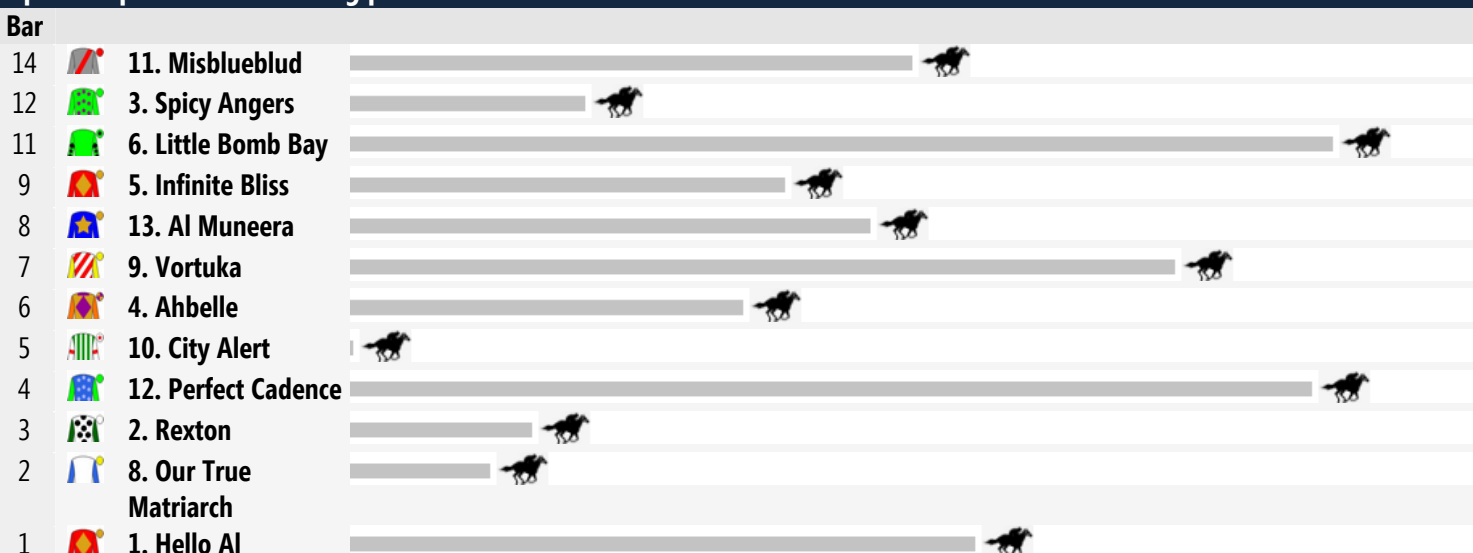 Bar
14 11. Misblueblud
12 3. Spicy Angers
11 6. Little Bomb Bay
9 5. Infinite Bliss
8 13. Al Muneera
7 9. Vortuka
6 4. Ahbelle
5 10. City Alert
4 12. Perfect Cadence
3 2. Rexton
2 8. Our True
Matriarch
1 1. Hello Al